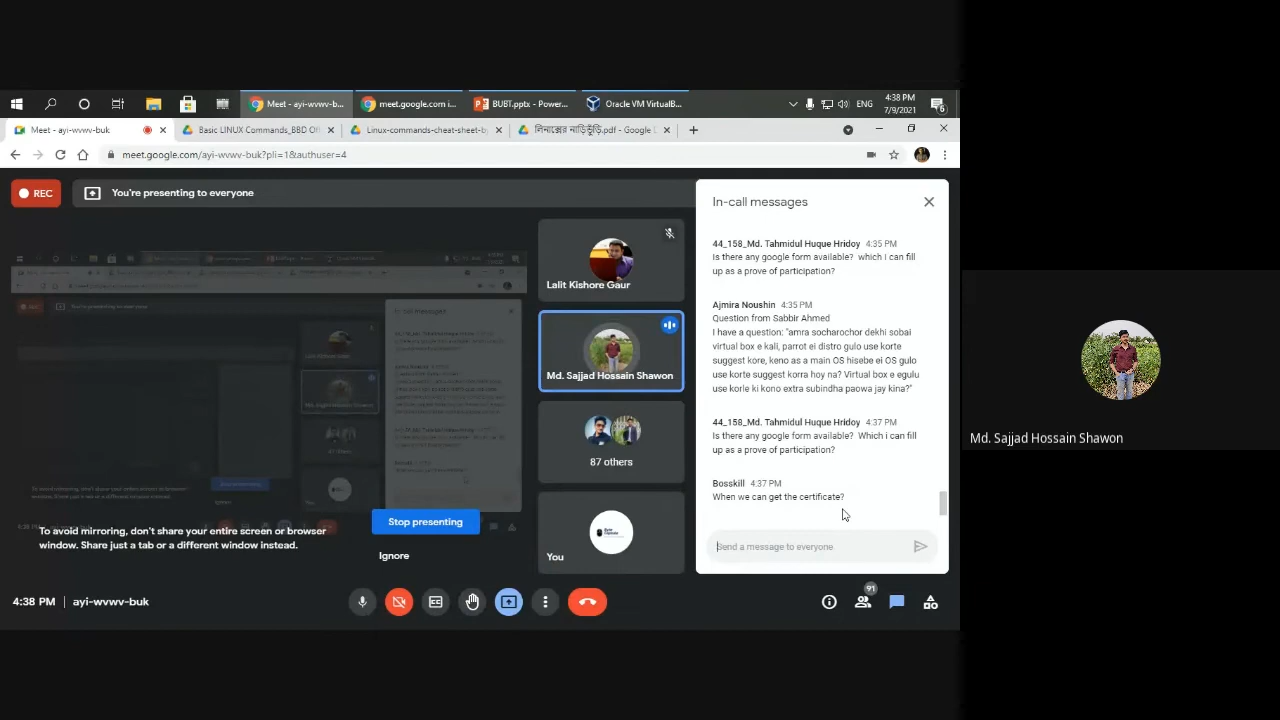 Meet - ayi-wvwv-b...
meet.google.com i...
BUBT.pptx - Power...
Oracle VM VirtualB...
ENG
4:38 PM
7/9/2021
6
Meet - ayi-wvwv-buk
Basic LINUX Commands_BBD Of
Linux-commands-cheat-sheet-b
লিনাক্সের নাড়িভুঁড়ি.pdf - Google
meet.google.com/ayi-wvwv-buk?pli=1&authuser=4
REC
You're presenting to everyone
In-call messages
44_158_Md. Tahmidul Huque Hridoy 4:35 PM
Is there any google form available? which i can fill
up as a prove of participation?
Ajmira Noushin 4:35 PM
Question from Sabbir Ahmed
I have a question: "amra socharochor dekhi sobai
virtual box e kali, parrot ei distro gulo use korte
suggest kore, keno as a main OS hisebe ei OS gulo
use korte suggest korra hoy na? Virtual box e egulu
use korle ki kono extra subindha paowa jay kina?"
44_158_Md. Tahmidul Huque Hridoy 4:37 PM
Is there any google form available? Which i can fill
up as a prove of participation?
Bosskill 4:37 PM
When we can get the certificate?
Send a message to everyone
Lalit Kishore Gaur
Md. Sajjad Hossain Shawon
87 others
You
To avoid mirroring, don't share your entire screen or browser
window. Share just a tab or a different window instead.
Stop presenting
Ignore
4:38 PM | ayi-wvwv-buk
91
Md. Sajjad Hossain Shawon